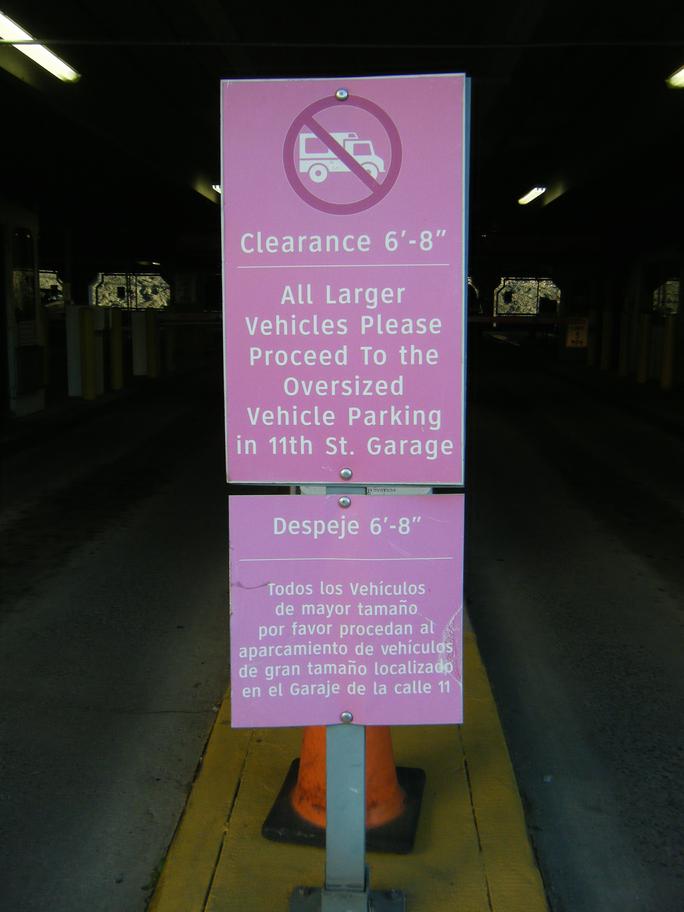 Clearance 6'-8"
All Larger
Vehicles Please
Proceed To the
Oversized
Vehicle Parking
in 11th St. Garage
Despeje 6'-8"
Todos los Vehículos
de mayor tamaño
por favor procedan al
aparcamiento de vehículos
de gran tamaño localizado
en el Garaje de la calle 11